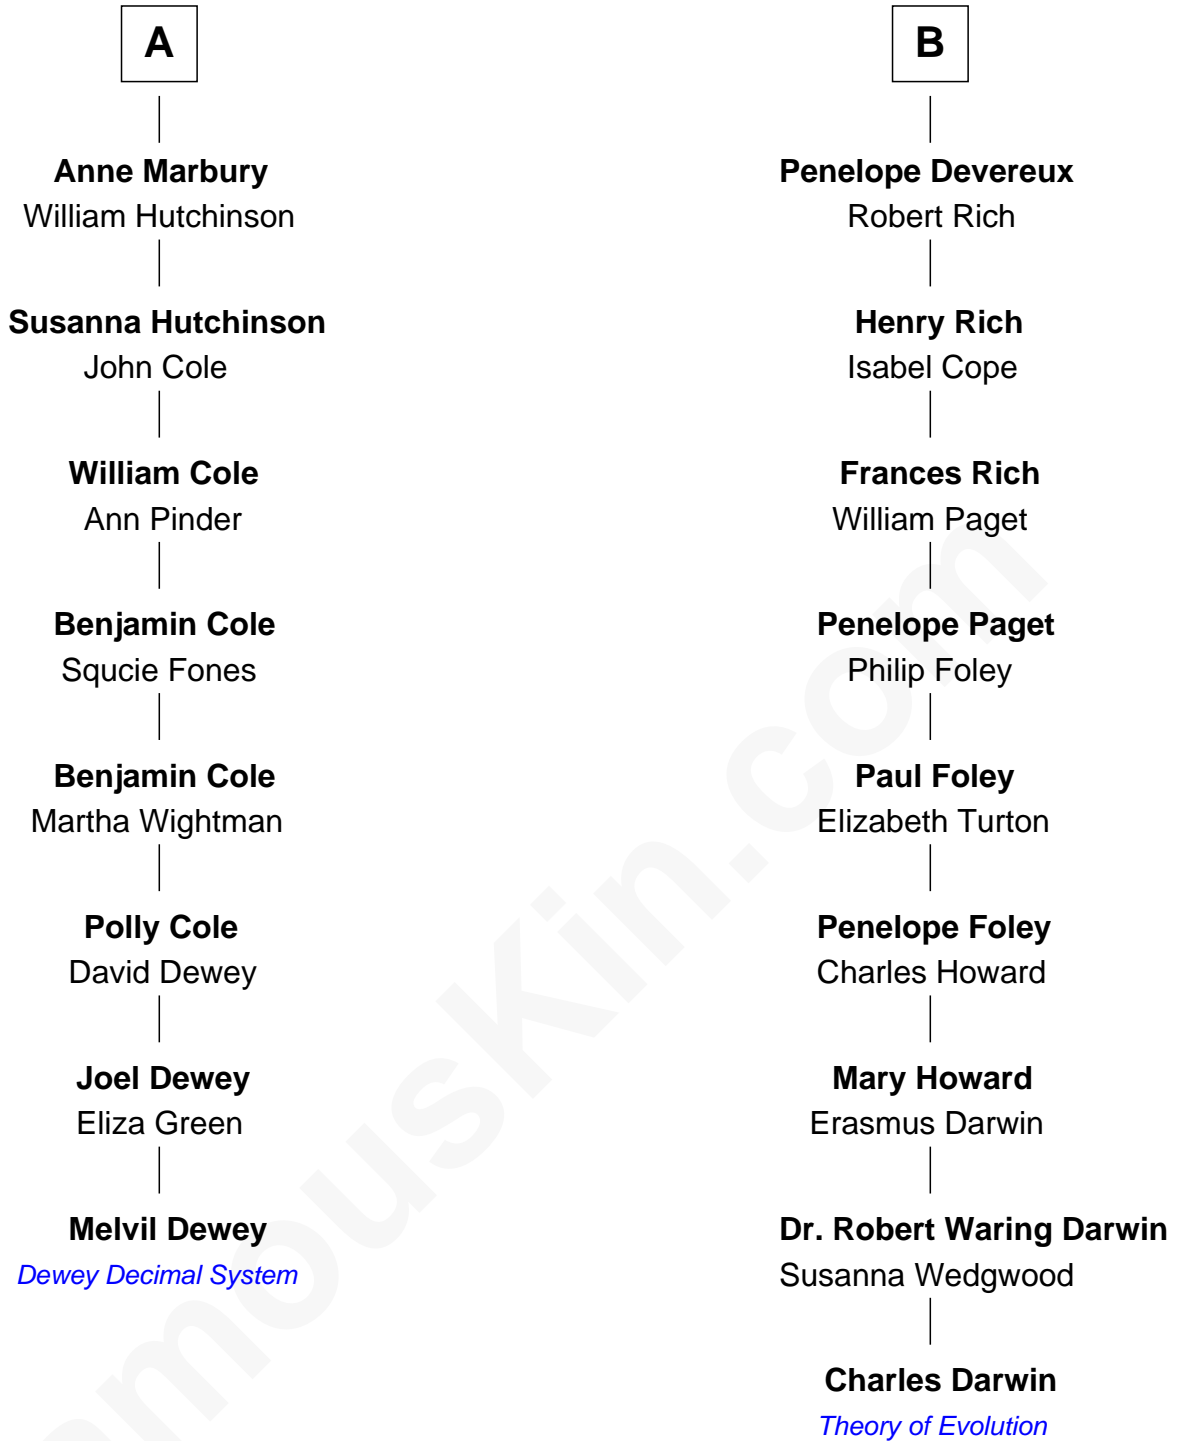 A
Anne Marbury
William Hutchinson
Susanna Hutchinson
John Cole
William Cole
Ann Pinder
Benjamin Cole
Squcie Fones
Benjamin Cole
Martha Wightman
Polly Cole
David Dewey
Joel Dewey
Eliza Green
Melvil Dewey
Dewey Decimal System
B
Penelope Devereux
Robert Rich
Henry Rich
Isabel Cope
Frances Rich
William Paget
Penelope Paget
Philip Foley
Paul Foley
Elizabeth Turton
Penelope Foley
Charles Howard
Mary Howard
Erasmus Darwin
Dr. Robert Waring Darwin
Susanna Wedgwood
Charles Darwin
Theory of Evolution
amouskin.com